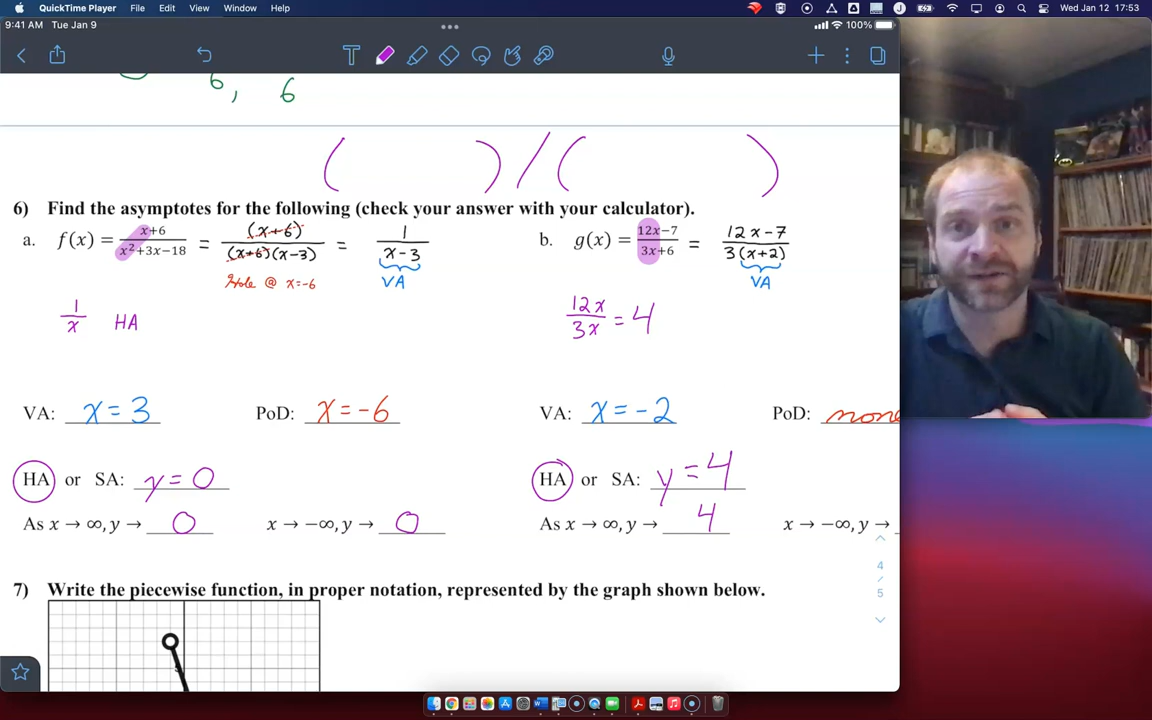 QuickTime Player File Edit View Window Help
J 100% Wed Jan 12 17:53
9:41 AM Tue Jan 9
100%
6, 6
( ) / ( )
6) Find the asymptotes for the following (check your answer with your calculator).
a. f(x) = x+6 / x²+3x−18 = (x+6) / (x+6)(x−3) = 1 / x−3
Hole @ x=-6
VA
1/x HA
VA: x = 3 PoD: x = -6
HA or SA: y = 0
As x → ∞, y → 0 x → −∞, y → 0
b. g(x) = 12x−7 / 3x+6 = 12x−7 / 3(x+2)
VA
12x / 3x = 4
VA: x = -2 PoD: none
HA or SA: y = 4
As x → ∞, y → 4 x → −∞, y →
4 / 5
7) Write the piecewise function, in proper notation, represented by the graph shown below.